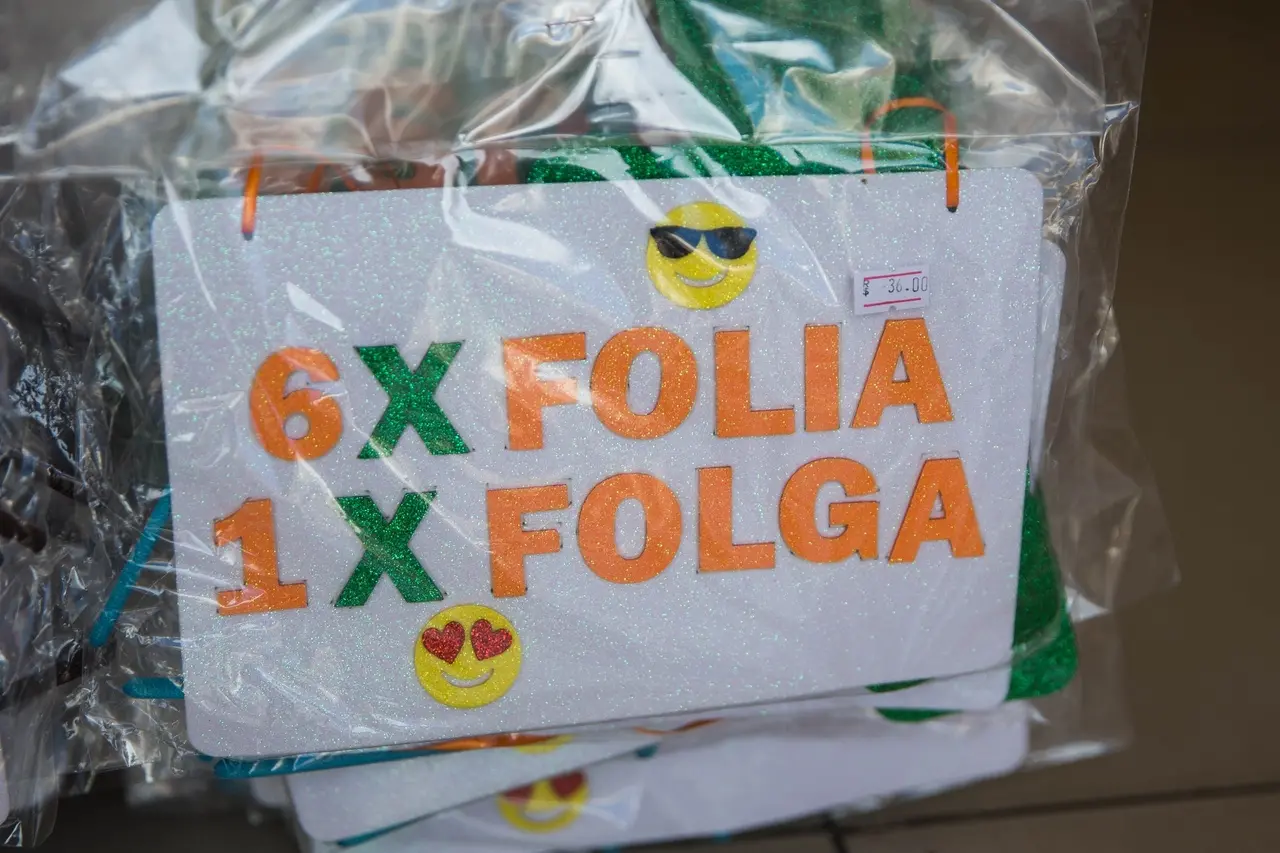 R$ 36.00
6X FOLIA
1X FOLGA